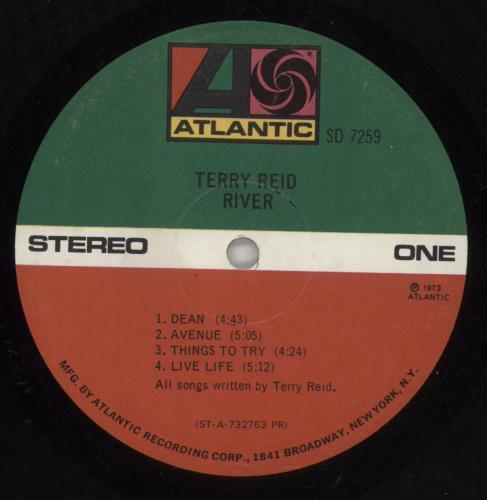 ATLANTIC
SD 7259
TERRY REID
RIVER
STEREO
ONE
℗ 1973
ATLANTIC
1. DEAN (4:43)
2. AVENUE (5:05)
3. THINGS TO TRY (4:24)
4. LIVE LIFE (5:12)
All songs written by Terry Reid.
(ST-A-732763 PR)
MFG. BY ATLANTIC RECORDING CORP., 1841 BROADWAY, NEW YORK, N.Y.